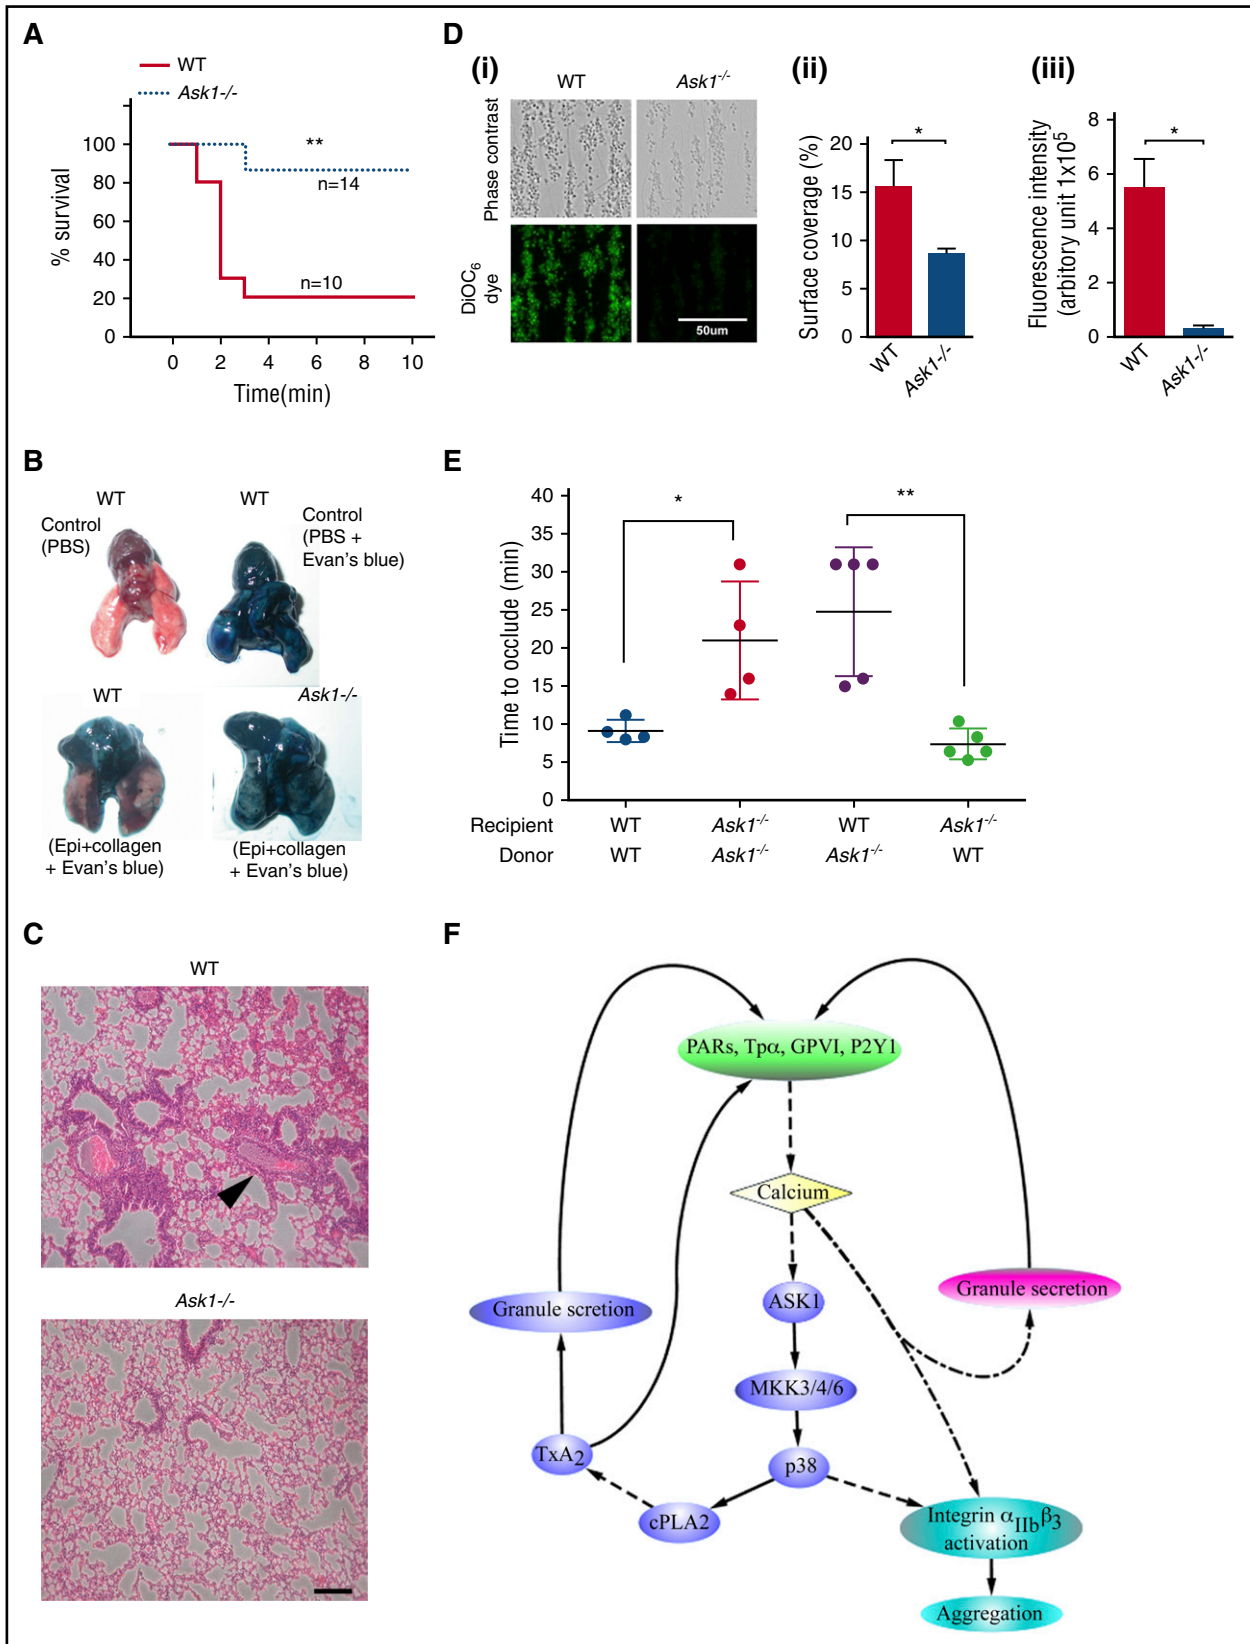 A
WT
Ask1-/-
% survival
100
80
60
40
20
0
**
n=14
n=10
0 2 4 6 8 10
Time(min)
B
WT
Control
(PBS)
WT
Control
(PBS +
Evan's blue)
WT
(Epi+collagen
+ Evan's blue)
Ask1-/-
(Epi+collagen
+ Evan's blue)
C
WT
Ask1-/-
D
(i)
WT
Ask1-/-
Phase contrast
DiOC6
dye
50um
(ii)
Surface coverage (%)
20
15
10
5
0
*
WT
Ask1-/-
(iii)
Fluorescence intensity
(arbitory unit 1x10⁵
8
6
4
2
0
*
WT
Ask1-/-
E
Time to occlude (min)
40
35
30
25
20
15
10
5
0
*
**
Recipient WT Ask1-/- WT Ask1-/-
Donor WT Ask1-/- Ask1-/- WT
F
PARs, Tpα, GPVI, P2Y1
Calcium
ASK1
MKK3/4/6
p38
cPLA2
TxA2
Granule scretion
Granule secretion
Integrin αIIbβ3
activation
Aggregation